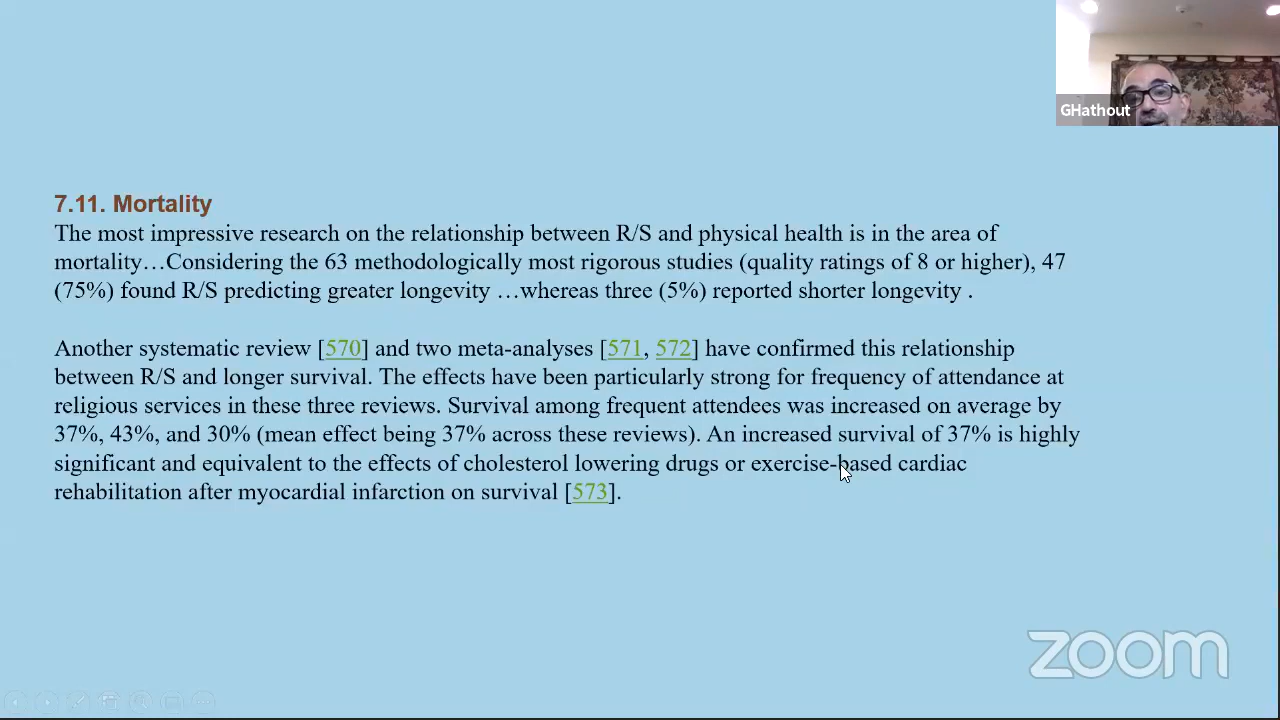 GHathout
7.11. Mortality
The most impressive research on the relationship between R/S and physical health is in the area of
mortality…Considering the 63 methodologically most rigorous studies (quality ratings of 8 or higher), 47
(75%) found R/S predicting greater longevity …whereas three (5%) reported shorter longevity .
Another systematic review [570] and two meta-analyses [571, 572] have confirmed this relationship
between R/S and longer survival. The effects have been particularly strong for frequency of attendance at
religious services in these three reviews. Survival among frequent attendees was increased on average by
37%, 43%, and 30% (mean effect being 37% across these reviews). An increased survival of 37% is highly
significant and equivalent to the effects of cholesterol lowering drugs or exercise-based cardiac
rehabilitation after myocardial infarction on survival [573].
zoom